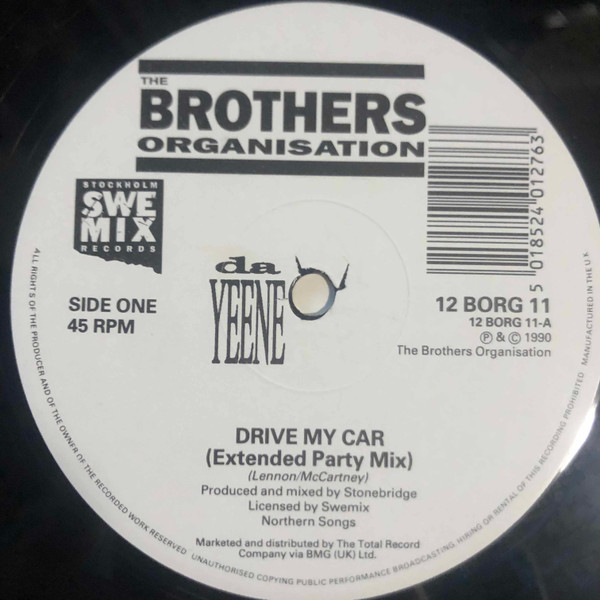 THE
BROTHERS
ORGANISATION
STOCKHOLM
SWE
MIX
RECORDS
5 018524 012763
da
YEENE
SIDE ONE
45 RPM
12 BORG 11
12 BORG 11-A
Ⓟ & © 1990
The Brothers Organisation
DRIVE MY CAR
(Extended Party Mix)
(Lennon/McCartney)
Produced and mixed by Stonebridge
Licensed by Swemix
Northern Songs
Marketed and distributed by The Total Record
Company via BMG (UK) Ltd.
ALL RIGHTS OF THE PRODUCER AND OF THE OWNER OF THE RECORDED WORK RESERVED UNAUTHORISED COPYING PUBLIC PERFORMANCE BROADCASTING HIRING OR RENTAL OF THIS RECORDING PROHIBITED MANUFACTURED IN THE U.K